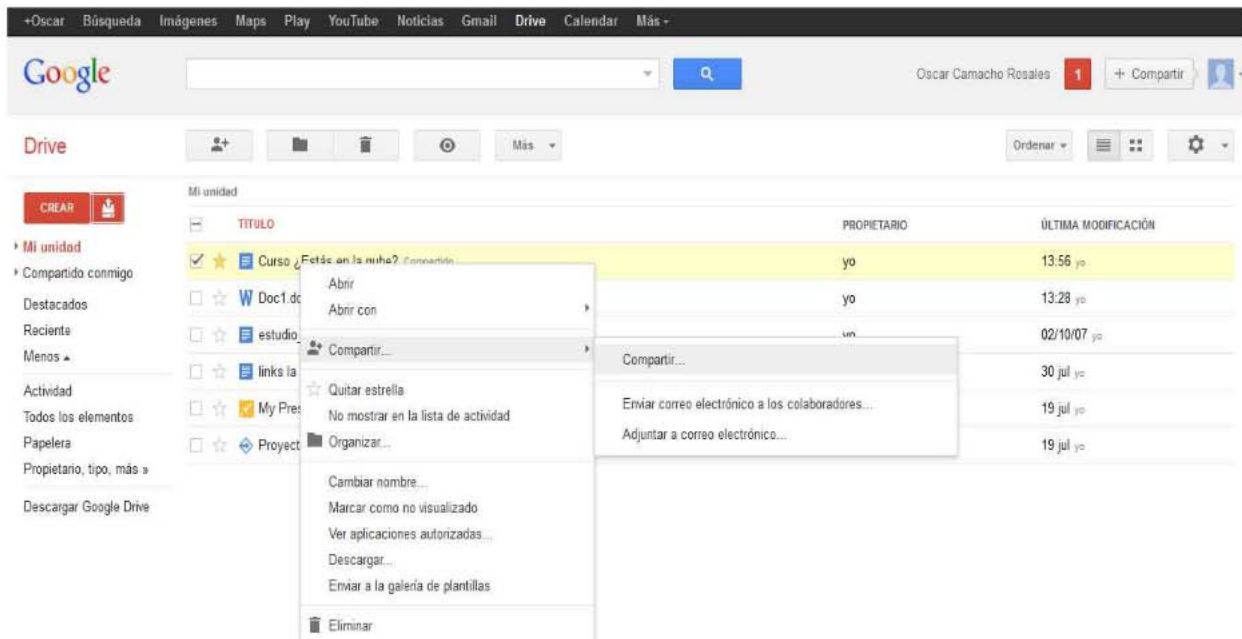 +Oscar Búsqueda Imágenes Maps Play YouTube Noticias Gmail Drive Calendar Más
Google
Oscar Camacho Rosales 1 + Compartir
Drive
Más
Ordenar
CREAR
Mi unidad
Compartido conmigo
Destacados
Reciente
Menos
Actividad
Todos los elementos
Papelera
Propietario, tipo, más »
Descargar Google Drive
Mi unidad
TÍTULO PROPIETARIO ÚLTIMA MODIFICACIÓN
Curso ¿Estás en la nube? Compartido yo 13:56 yo
W Doc1.do yo 13:28 yo
estudio_ yo 02/10/07 yo
links la 30 jul yo
My Pres 19 jul yo
Proyect 19 jul yo
Abrir
Abrir con
Compartir...
Quitar estrella
No mostrar en la lista de actividad
Organizar...
Cambiar nombre...
Marcar como no visualizado
Ver aplicaciones autorizadas...
Descargar...
Enviar a la galería de plantillas
Eliminar
Compartir...
Enviar correo electrónico a los colaboradores...
Adjuntar a correo electrónico...